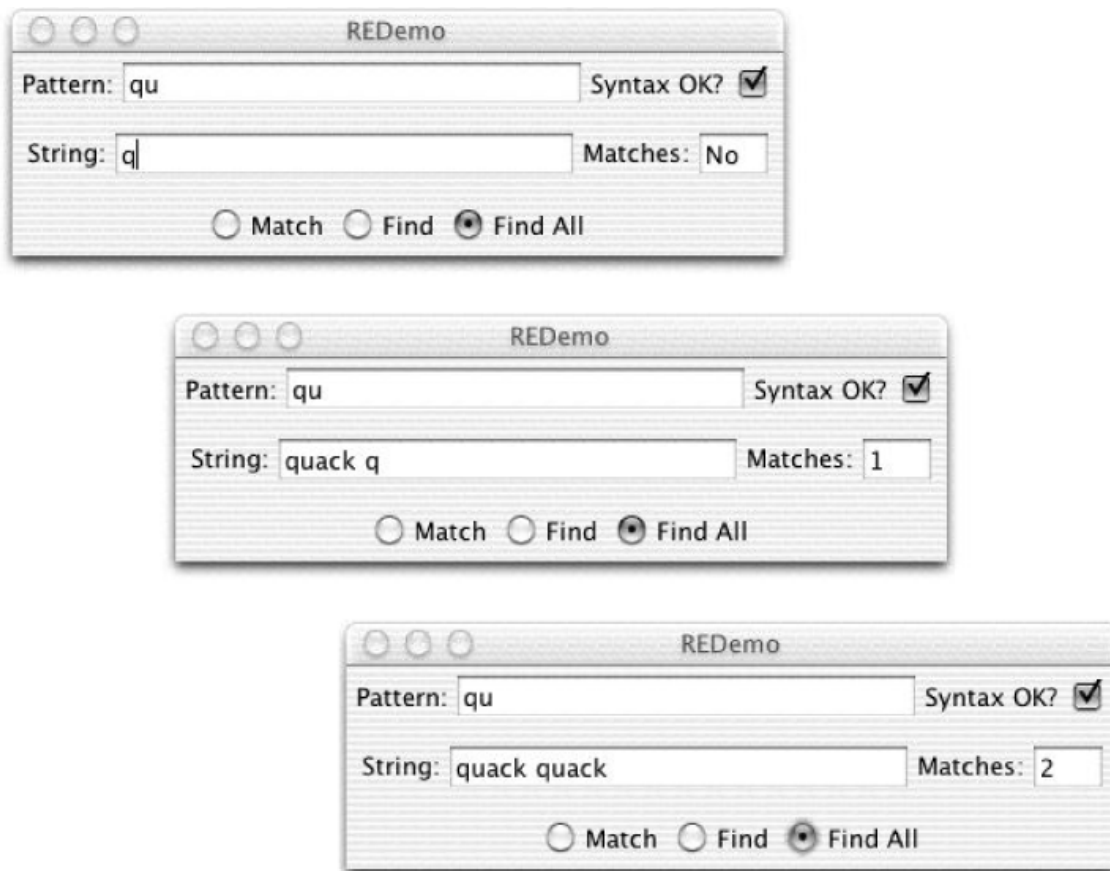 REDemo
Pattern: qu Syntax OK?
String: q Matches: No
Match Find Find All
REDemo
Pattern: qu Syntax OK?
String: quack q Matches: 1
Match Find Find All
REDemo
Pattern: qu Syntax OK?
String: quack quack Matches: 2
Match Find Find All